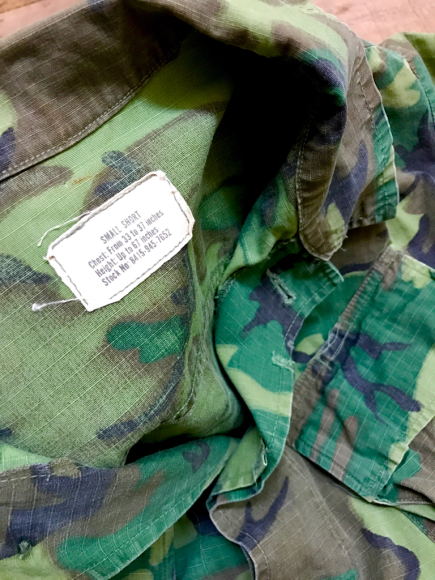 SMALL SHORT
Chest. From 33 to 37 inches
Height. Up to 67 inches
Stock No 8415-945.7652